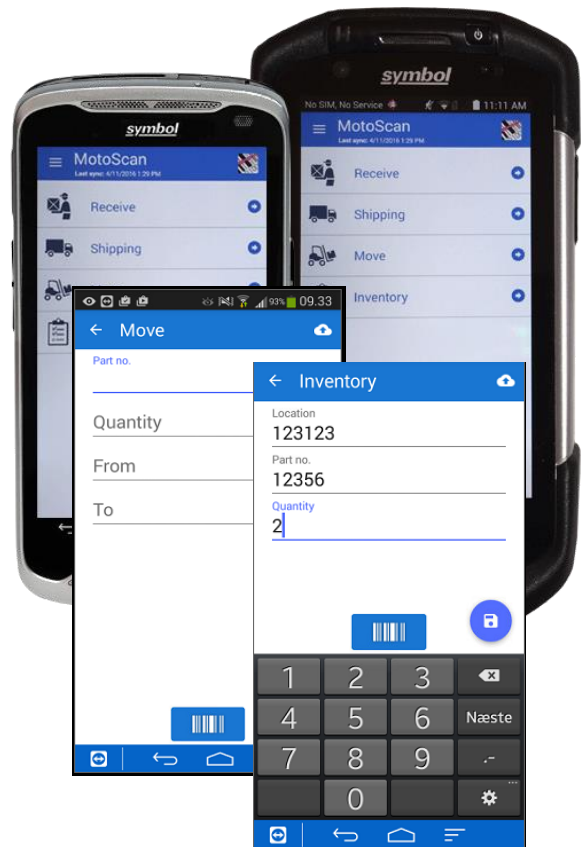 symbol
No SIM, No Service
11:11 AM
MotoScan
Last sync: 4/11/2016 1:29 PM
Receive
Shipping
Move
Inventory
symbol
MotoScan
Last sync: 4/11/2016 1:29 PM
Receive
Shipping
93% 09.33
Move
Part no.
Quantity
From
To
Inventory
Location
123123
Part no.
12356
Quantity
2
1 2 3
4 5 6 Næste
7 8 9 .-
0 ...